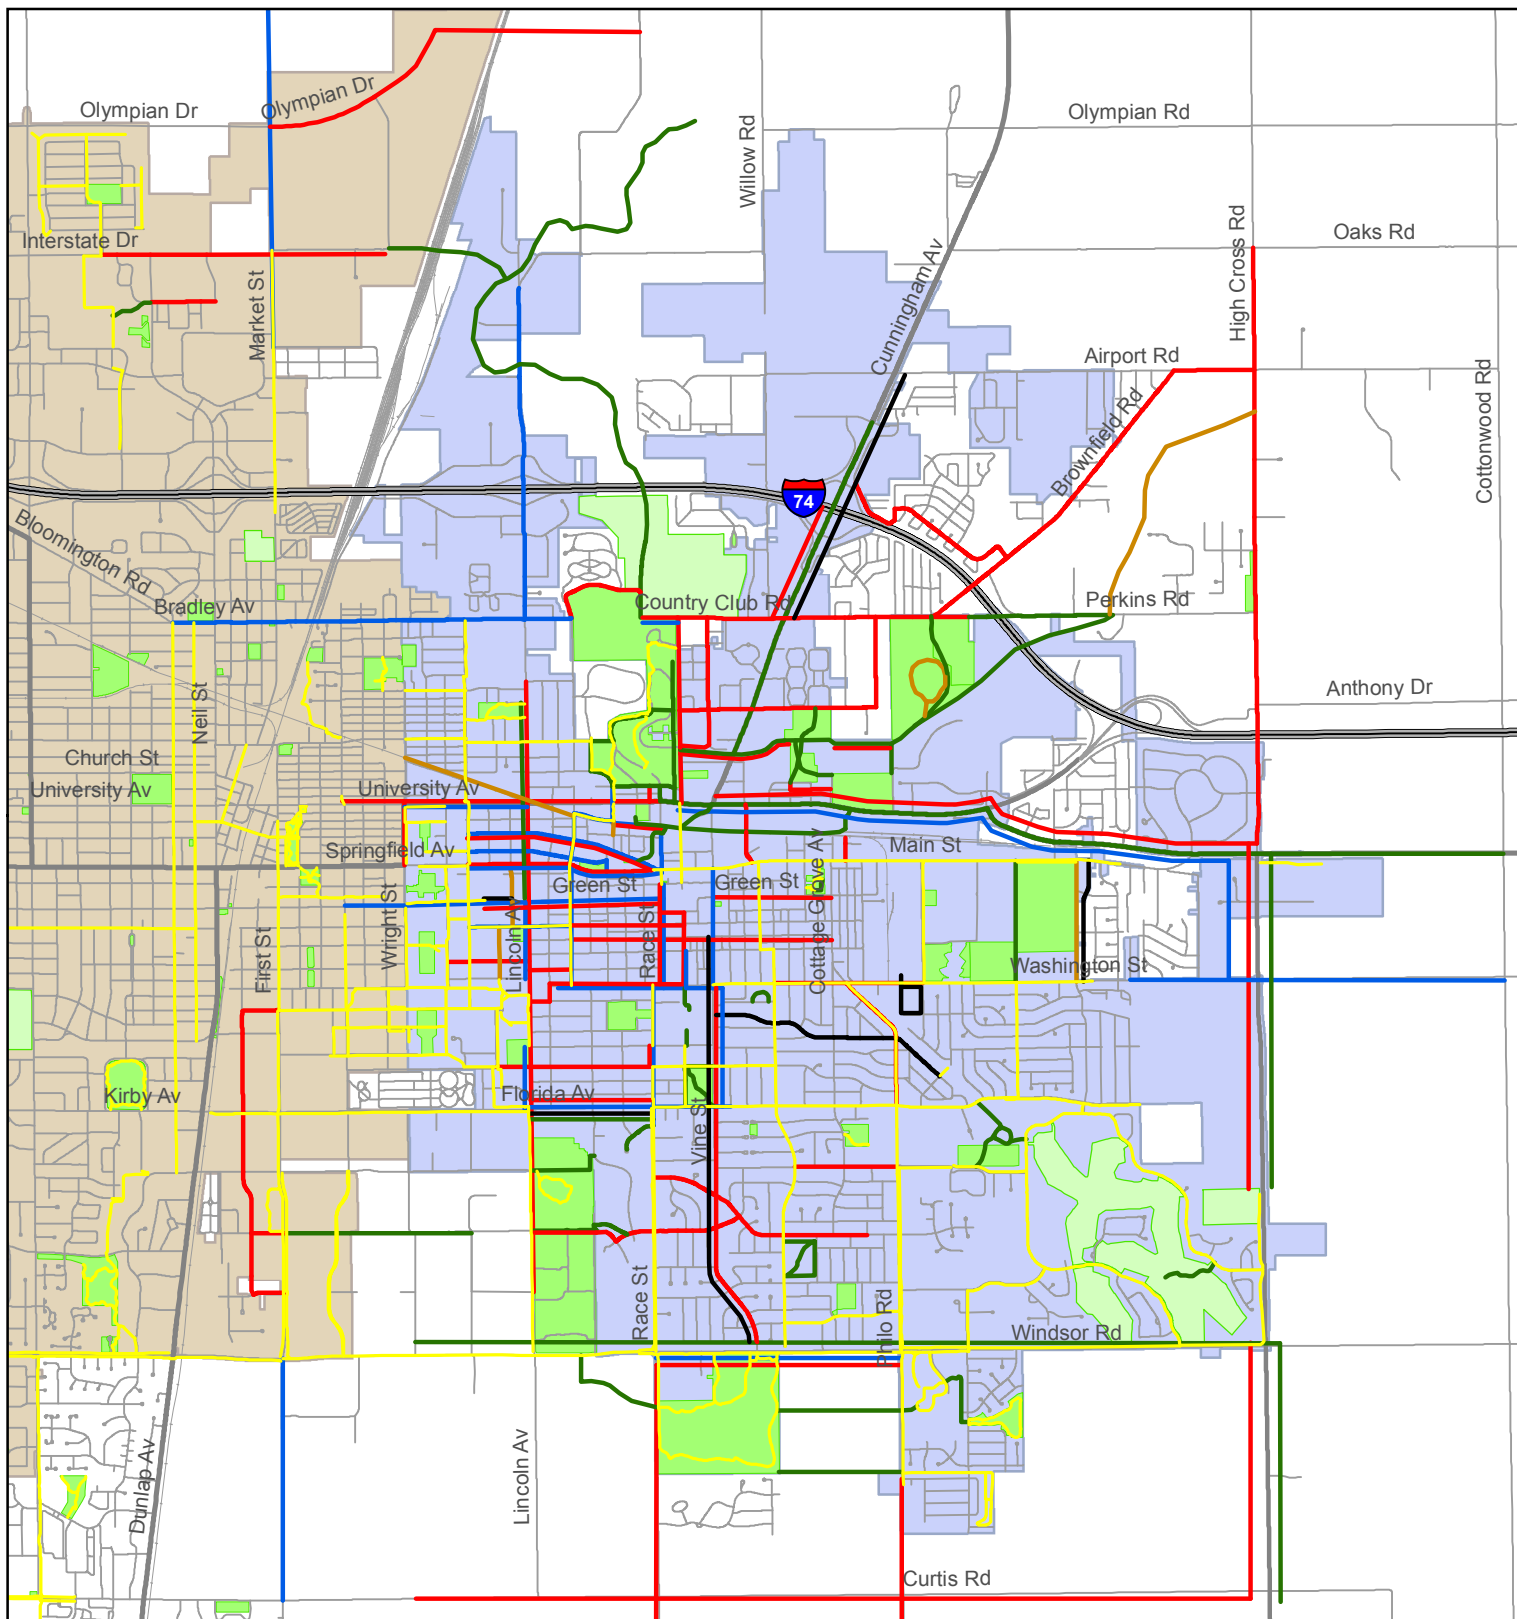 Olympian Dr
Olympian Dr
Olympian Rd
Willow Rd
Interstate Dr
Market St
Cunningham Av
High Cross Rd
Oaks Rd
Airport Rd
Brownfield Rd
Cottonwood Rd
74
Bloomington Rd
Bradley Av
Country Club Rd
Perkins Rd
Neil St
Anthony Dr
Church St
University Av
University Av
Springfield Av
Main St
Green St
Green St
Cottage Grove Av
Wright St
First St
Lincoln Av
Race St
Washington St
Kirby Av
Florida Av
Vine St
Race St
Philo Rd
Windsor Rd
Dunlap Av
Lincoln Av
Curtis Rd